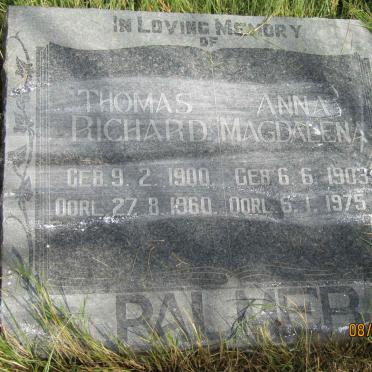 IN LOVING MEMORY
OF
THOMAS ANNA
RICHARD MAGDALENA
GEB. 9. 2. 1900 GEB 6. 6. 1903
OORL. 27. 8. 1960. OORL. 5. 1. 1975
PALMER
08/